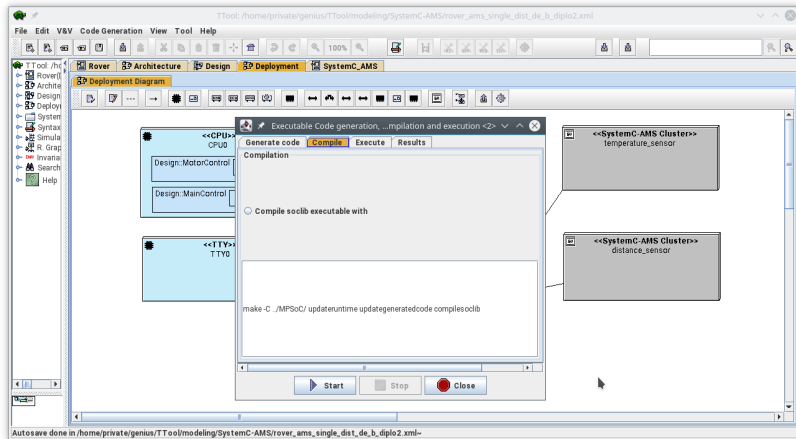 TTool: /home/private/genius/TTool/modeling/SystemC-AMS/rover_ams_single_dist_de_b_diplo2.xml
File Edit V&V Code Generation View Tool Help
100%
TTool /hc
Rover(I
Archite
Design
Deploy
System
Syntax
Simula
R. Grap
Invaria
Search
Help
Rover Architecture Design Deployment SystemC_AMS
Deployment Diagram
<<CPU>>
CPU0
Design::MotorControl
Design::MainControl
<<TTY>>
TTY0
<<SystemC-AMS Cluster>>
temperature_sensor
<<SystemC-AMS Cluster>>
distance_sensor
Executable Code generation, ...mpilation and execution <2>
Generate code Compile Execute Results
Compilation
Compile soclib executable with
make -C ../MPSoC/ updateruntime updategeneratedcode compilesoclib
Start Stop Close
Autosave done in /home/private/genius/TTool/modeling/SystemC-AMS/rover_ams_single_dist_de_b_diplo2.xml~